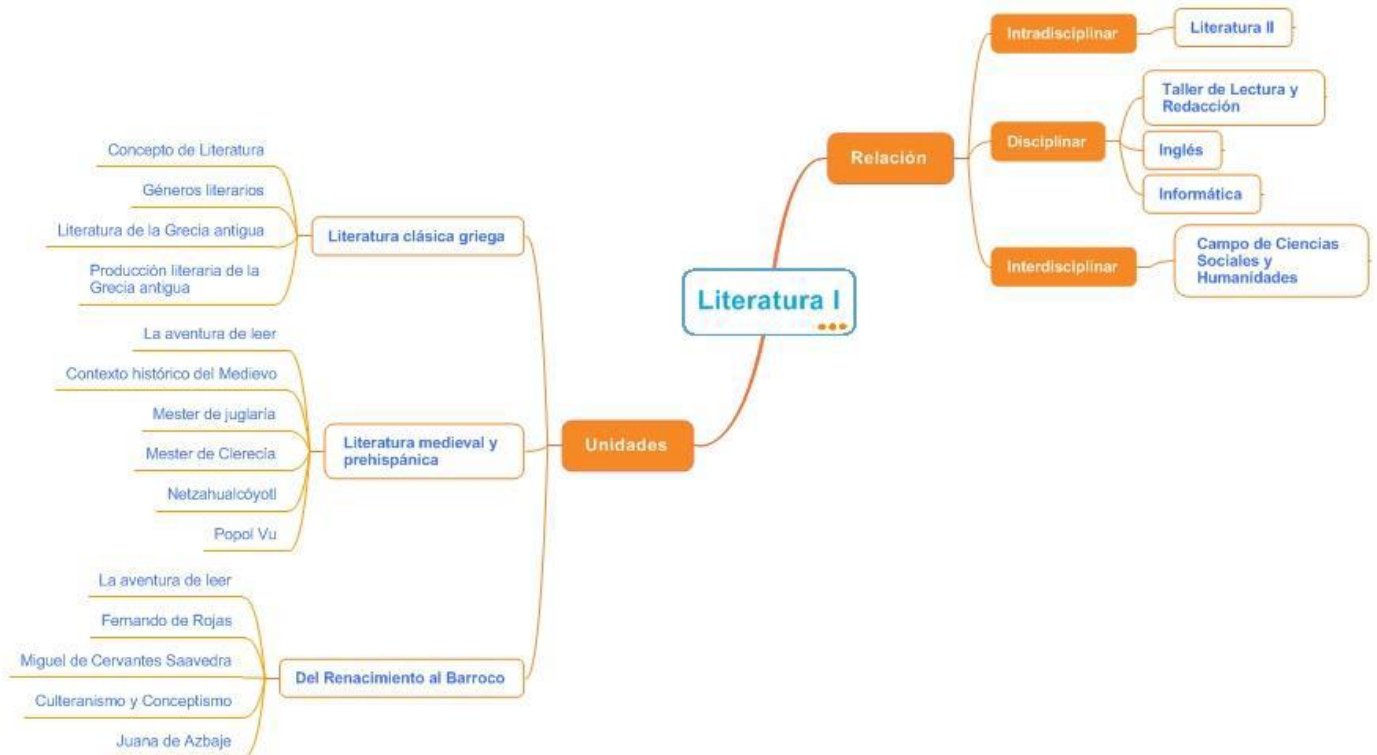 Literatura I
Relación
Intradisciplinar
Literatura II
Disciplinar
Taller de Lectura y
Redacción
Inglés
Informática
Interdisciplinar
Campo de Ciencias
Sociales y
Humanidades
Unidades
Literatura clásica griega
Concepto de Literatura
Géneros literarios
Literatura de la Grecia antigua
Producción literaria de la
Grecia antigua
Literatura medieval y
prehispánica
La aventura de leer
Contexto histórico del Medievo
Mester de juglaría
Mester de Clerecía
Netzahualcóyotl
Popol Vu
Del Renacimiento al Barroco
La aventura de leer
Fernando de Rojas
Miguel de Cervantes Saavedra
Culteranismo y Conceptismo
Juana de Azbaje